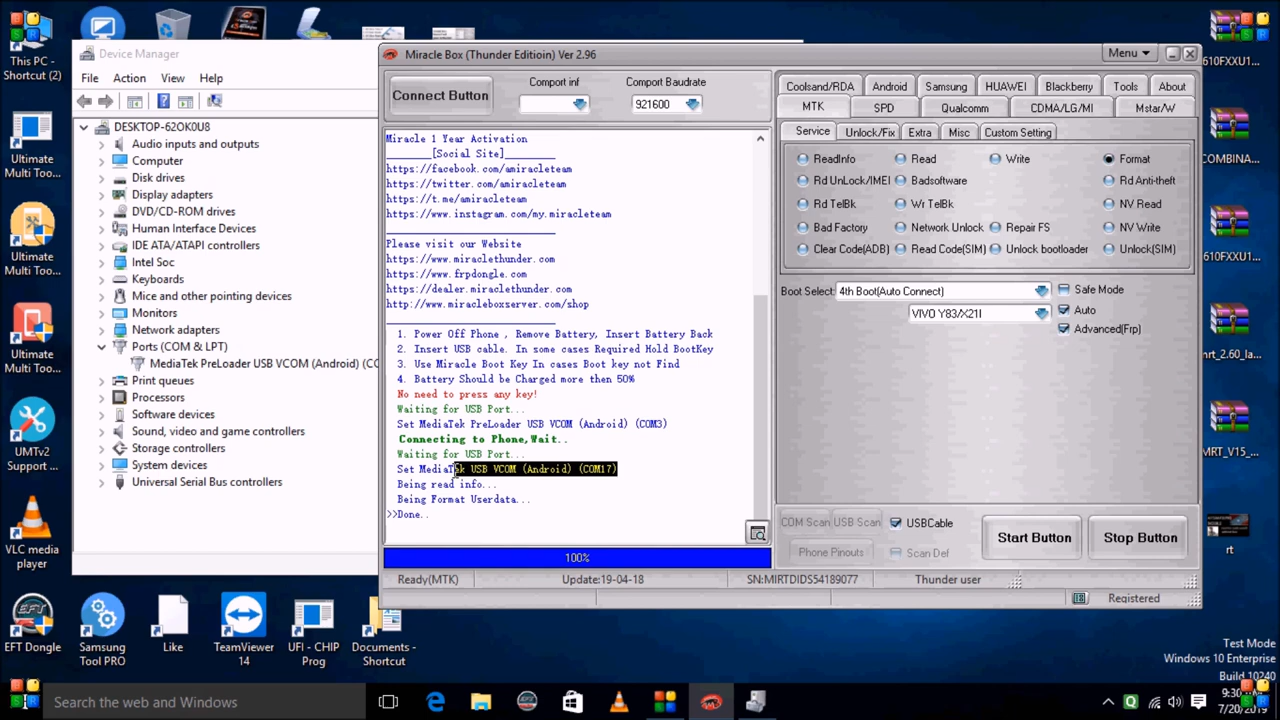 This PC -
Shortcut (2)
Ultimate
Multi Too...
Ultimate
Multi Too...
Ultimate
Multi Too...
UMTv2
Support ...
VLC media
player
EFT Dongle
Samsung
Tool PRO
Like
TeamViewer
14
UFI - CHIP
Prog
Documents -
Shortcut
Device Manager
File
Action
View
Help
DESKTOP-62OK0U8
Audio inputs and outputs
Computer
Disk drives
Display adapters
DVD/CD-ROM drives
Human Interface Devices
IDE ATA/ATAPI controllers
Intel Soc
Keyboards
Mice and other pointing devices
Monitors
Network adapters
Ports (COM & LPT)
MediaTek PreLoader USB VCOM (Android) (CO
Print queues
Processors
Software devices
Sound, video and game controllers
Storage controllers
System devices
Universal Serial Bus controllers
Miracle Box (Thunder Editioin) Ver 2.96
Menu
Connect Button
Comport inf
Comport Baudrate
921600
Miracle 1 Year Activation
_______[Social Site]_______
https://facebook.com/amiracleteam
https://twitter.com/amiracleteam
https://t.me/amiracleteam
https://www.instagram.com/my.miracleteam
Please visit our Website
https://www.miraclethunder.com
https://www.frpdongle.com
https://dealer.miraclethunder.com
http://www.miracleboxserver.com/shop
1. Power Off Phone , Remove Battery, Insert Battery Back
2. Insert USB cable. In some cases Required Hold BootKey
3. Use Miracle Boot Key In cases Boot key not Find
4. Battery Should be Charged more then 50%
No need to press any key!
Waiting for USB Port...
Set MediaTek PreLoader USB VCOM (Android) (COM3)
Connecting to Phone,Wait..
Waiting for USB Port...
Set MediaTek USB VCOM (Android) (COM17)
Being read info...
Being Format Userdata...
>>Done..
100%
Coolsand/RDA
Android
Samsung
HUAWEI
Blackberry
Tools
About
MTK
SPD
Qualcomm
CDMA/LG/MI
Mstar/W
Service
Unlock/Fix
Extra
Misc
Custom Setting
ReadInfo
Read
Write
Format
Rd UnLock/IMEI
Badsoftware
Rd Anti-theft
Rd TelBk
Wr TelBk
NV Read
Bad Factory
Network Unlock
Repair FS
NV Write
Clear Code(A/B)
Read Code(SIM)
Unlock bootloader
Unlock(SIM)
Boot Select:
4th Boot(Auto Connect)
Safe Mode
VIVO Y83/X21I
Auto
Advanced(Frp)
COM Scan
USB Scan
USBCable
Start Button
Stop Button
Phone Pinouts
Scan Def
Ready(MTK)
Update:19-04-18
SN:MIRTDIDS54189077
Thunder user
Registered
610FXXU1...
COMBINA...
610FXXU1...
mrt_2.60_la...
MRT_V15...
rt
Test Mode
Windows 10 Enterprise
Build 10240
Search the web and Windows
7/20/2019